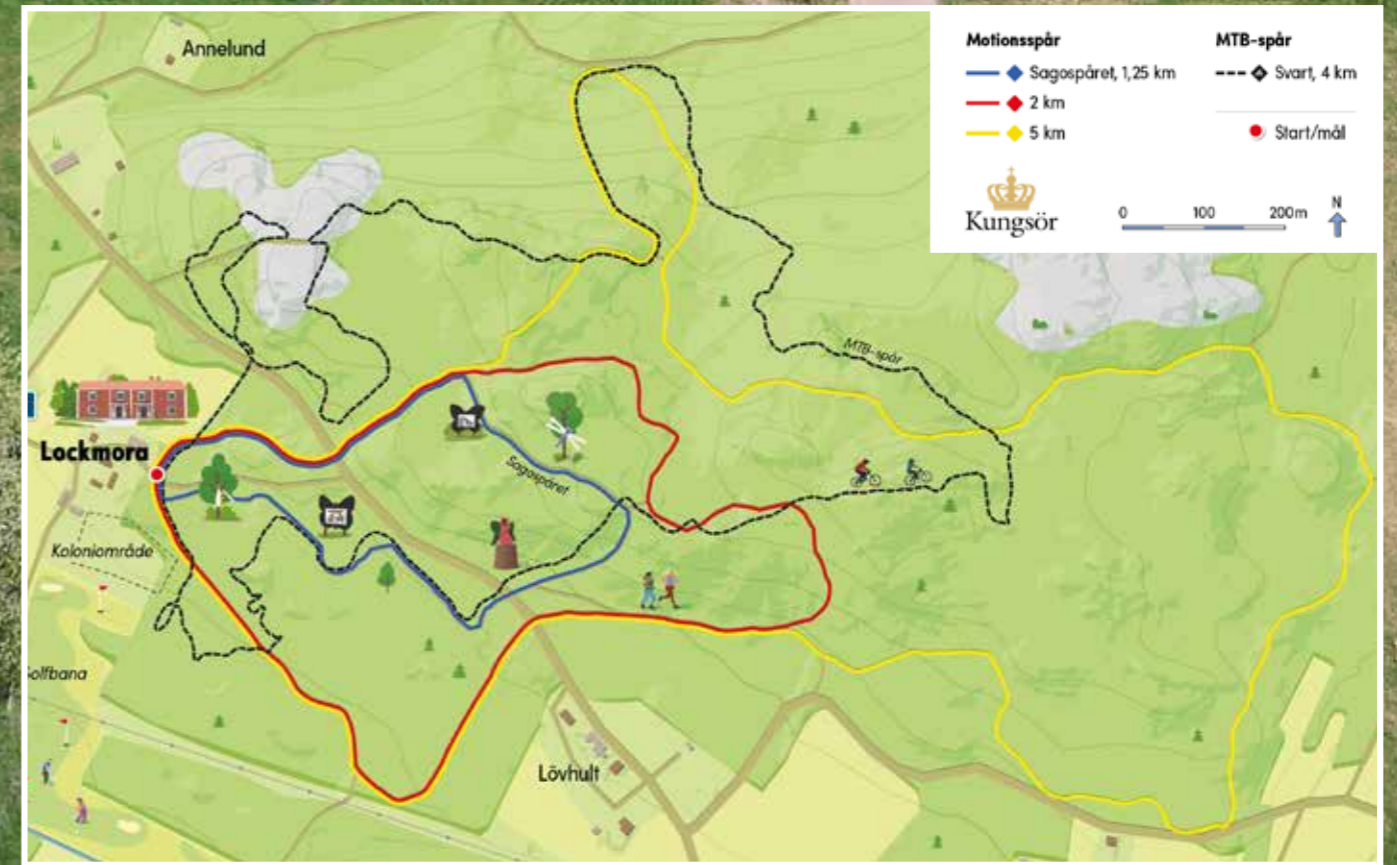 Annelund
Motionsspår
Sagospåret, 1,25 km
2 km
5 km
MTB-spår
Svart, 4 km
Start/mål
Kungsör
0 100 200m
N
MTB-spår
Lockmora
Sagospåret
Koloniområde
Golfbana
Lövhult